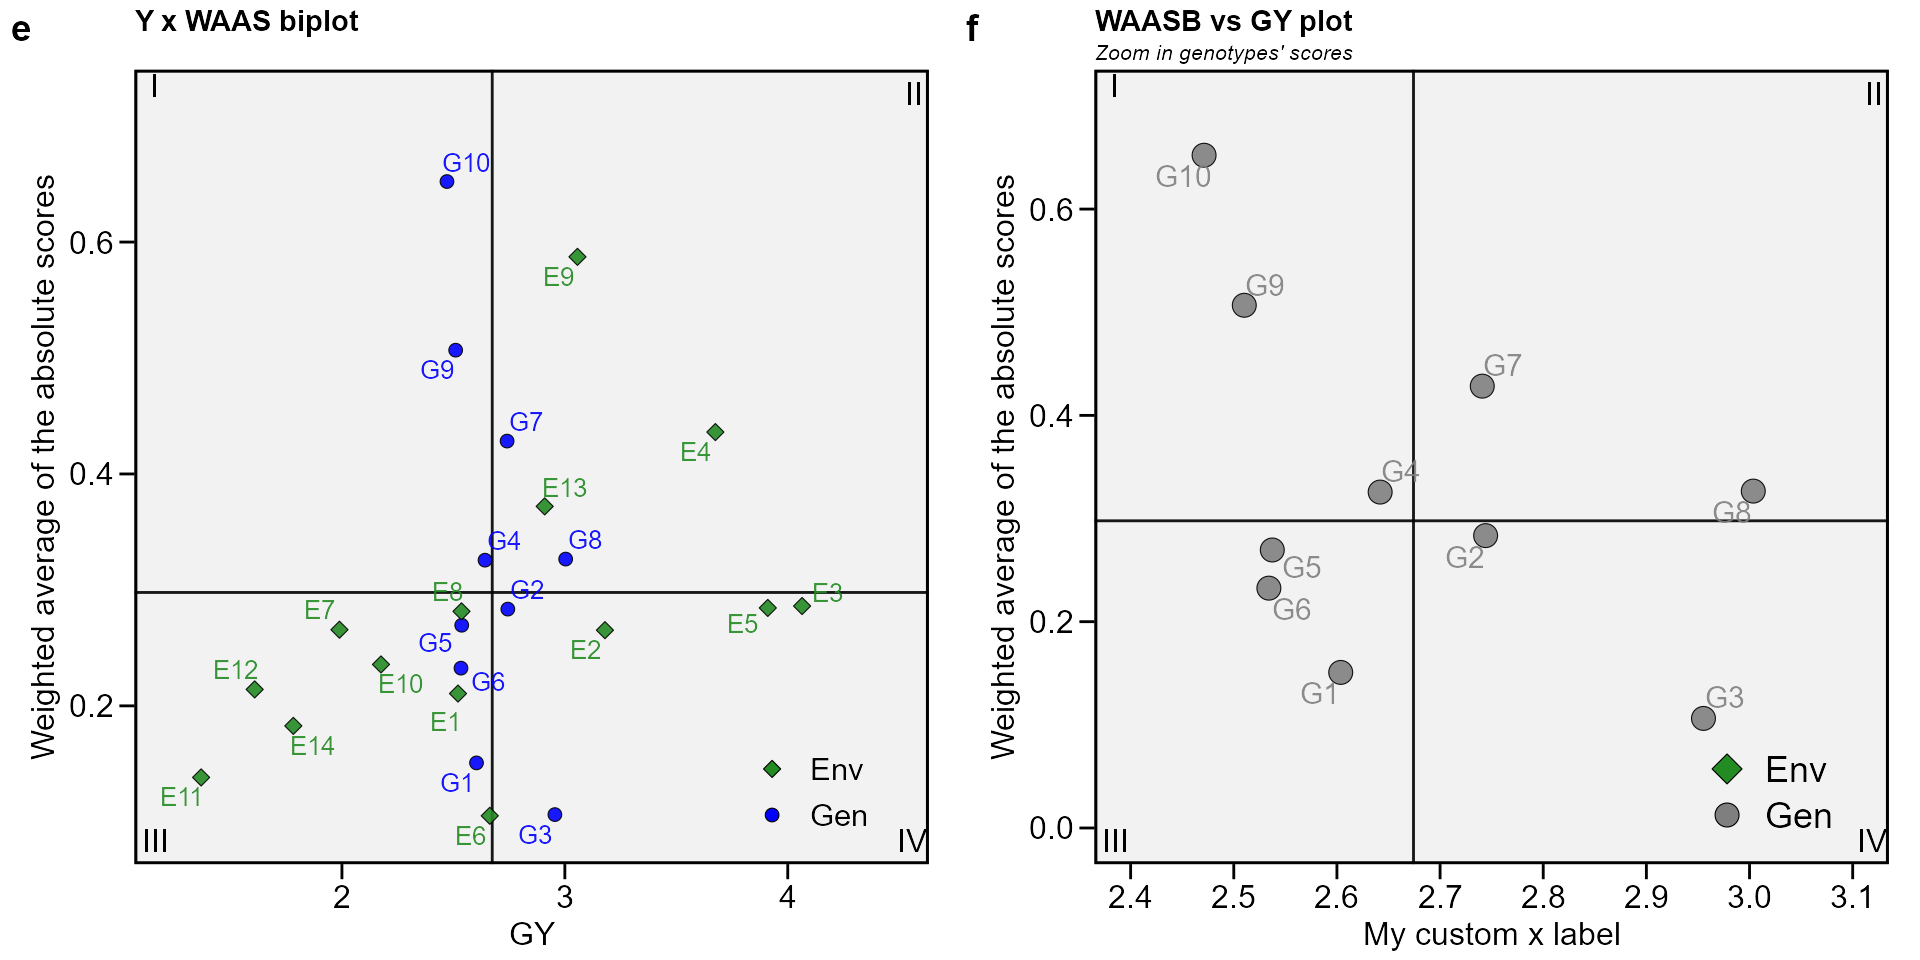 e
Y x WAAS biplot
I
II
G10
E9
G9
G7
E4
E13
G4
G8
E8
G2
E3
E7
G5
E5
E2
E12
E10
G6
E1
E14
G1
E11
E6
G3
Env
Gen
III
IV
0.6
0.4
0.2
2
3
4
GY
Weighted average of the absolute scores
f
WAASB vs GY plot
Zoom in genotypes' scores
I
II
G10
G9
G7
G4
G8
G2
G5
G6
G1
G3
Env
Gen
III
IV
0.6
0.4
0.2
0.0
2.4
2.5
2.6
2.7
2.8
2.9
3.0
3.1
My custom x label
Weighted average of the absolute scores